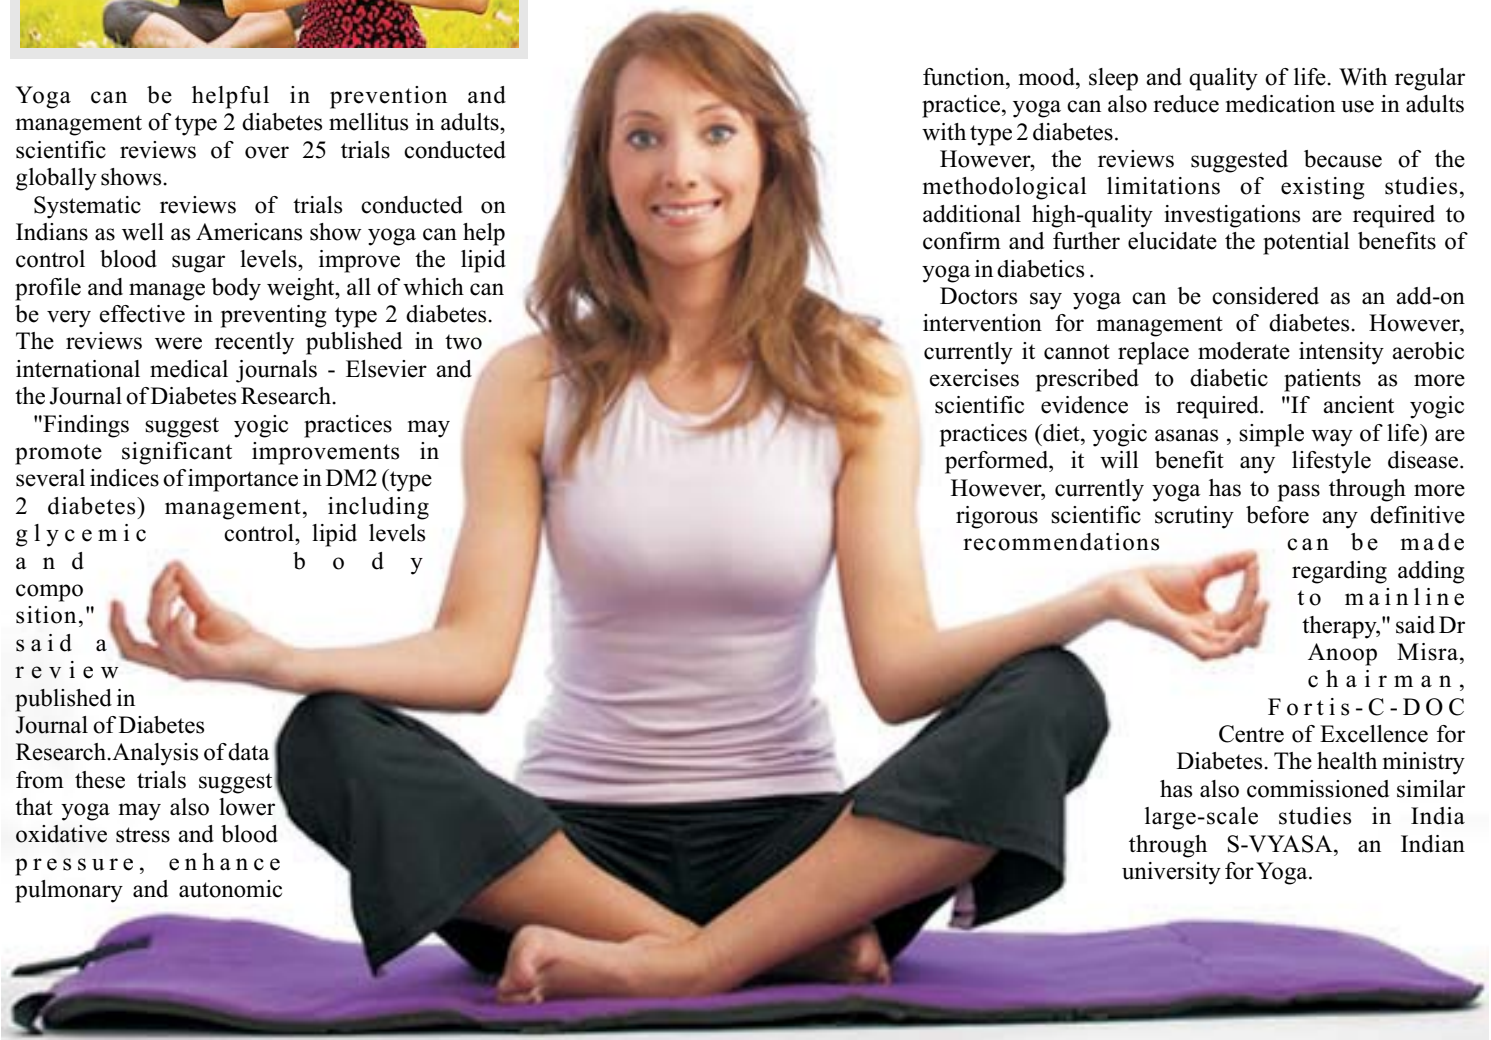 Yoga can be helpful in prevention and
management of type 2 diabetes mellitus in adults,
scientific reviews of over 25 trials conducted
globally shows.
Systematic reviews of trials conducted on
Indians as well as Americans show yoga can help
control blood sugar levels, improve the lipid
profile and manage body weight, all of which can
be very effective in preventing type 2 diabetes.
The reviews were recently published in two
international medical journals - Elsevier and
the Journal of Diabetes Research.
"Findings suggest yogic practices may
promote significant improvements in
several indices of importance in DM2 (type
2 diabetes) management, including
glycemic control, lipid levels
and body
compo
sition,"
said a
review
published in
Journal of Diabetes
Research.Analysis of data
from these trials suggest
that yoga may also lower
oxidative stress and blood
pressure, enhance
pulmonary and autonomic
function, mood, sleep and quality of life. With regular
practice, yoga can also reduce medication use in adults
with type 2 diabetes.
However, the reviews suggested because of the
methodological limitations of existing studies,
additional high-quality investigations are required to
confirm and further elucidate the potential benefits of
yoga in diabetics .
Doctors say yoga can be considered as an add-on
intervention for management of diabetes. However,
currently it cannot replace moderate intensity aerobic
exercises prescribed to diabetic patients as more
scientific evidence is required. "If ancient yogic
practices (diet, yogic asanas , simple way of life) are
performed, it will benefit any lifestyle disease.
However, currently yoga has to pass through more
rigorous scientific scrutiny before any definitive
recommendations can be made
regarding adding
to mainline
therapy," said Dr
Anoop Misra,
chairman,
Fortis-C-DOC
Centre of Excellence for
Diabetes. The health ministry
has also commissioned similar
large-scale studies in India
through S-VYASA, an Indian
university for Yoga.